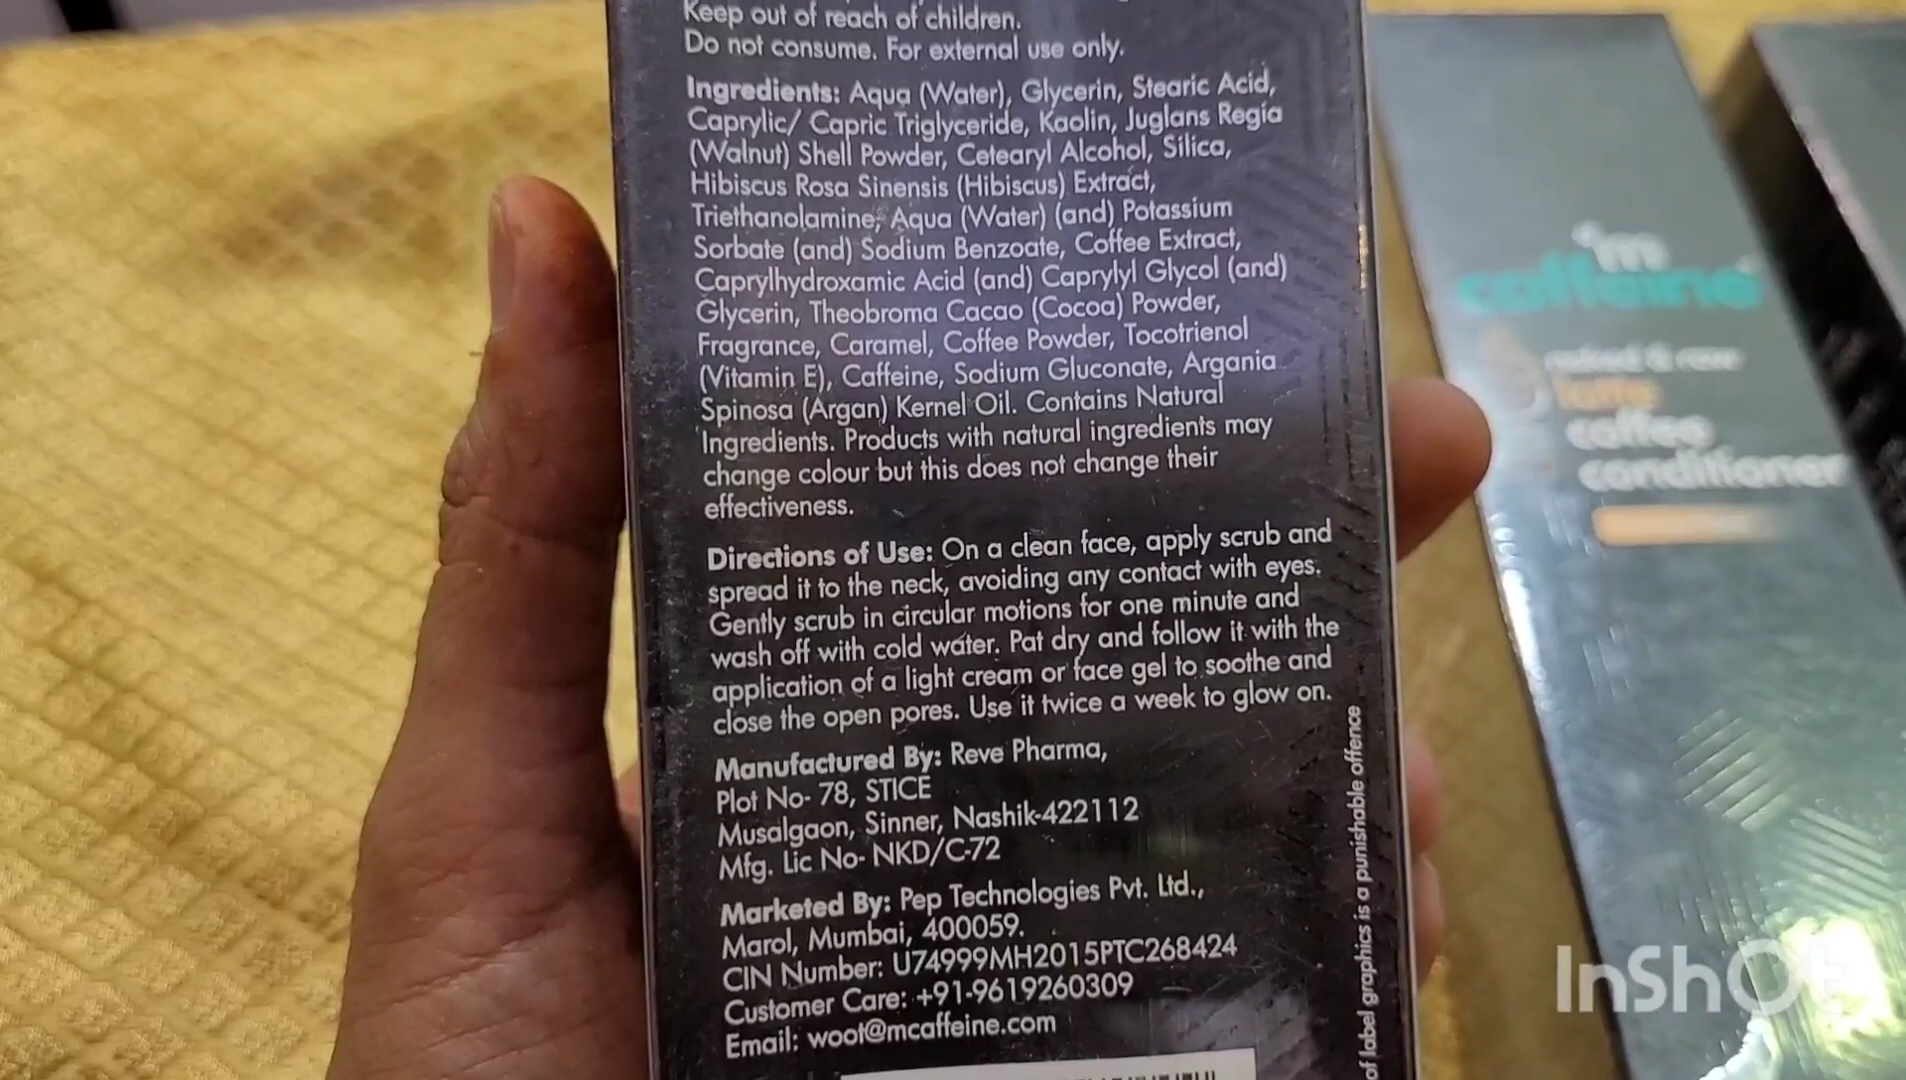 Keep out of reach of children.
Do not consume. For external use only.
Ingredients: Aqua (Water), Glycerin, Stearic Acid,
Caprylic/ Capric Triglyceride, Kaolin, Juglans Regia
(Walnut) Shell Powder, Cetearyl Alcohol, Silica,
Hibiscus Rosa Sinensis (Hibiscus) Extract,
Triethanolamine, Aqua (Water) (and) Potassium
Sorbate (and) Sodium Benzoate, Coffee Extract,
Caprylhydroxamic Acid (and) Caprylyl Glycol (and)
Glycerin, Theobroma Cacao (Cocoa) Powder,
Fragrance, Caramel, Coffee Powder, Tocotrienol
(Vitamin E), Caffeine, Sodium Gluconate, Argania
Spinosa (Argan) Kernel Oil. Contains Natural
Ingredients. Products with natural ingredients may
change colour but this does not change their
effectiveness.
Directions of Use: On a clean face, apply scrub and
spread it to the neck, avoiding any contact with eyes.
Gently scrub in circular motions for one minute and
wash off with cold water. Pat dry and follow it with the
application of a light cream or face gel to soothe and
close the open pores. Use it twice a week to glow on.
Manufactured By: Reve Pharma,
Plot No- 78, STICE
Musalgaon, Sinner, Nashik-422112
Mfg. Lic No- NKD/C-72
Marketed By: Pep Technologies Pvt. Ltd.,
Marol, Mumbai, 400059.
CIN Number: U74999MH2015PTC268424
Customer Care: +91-9619260309
Email: woot@mcaffeine.com
of label graphics is a punishable offence
m
caffeine
naked & raw
latte
coffee
conditioner
InShOt